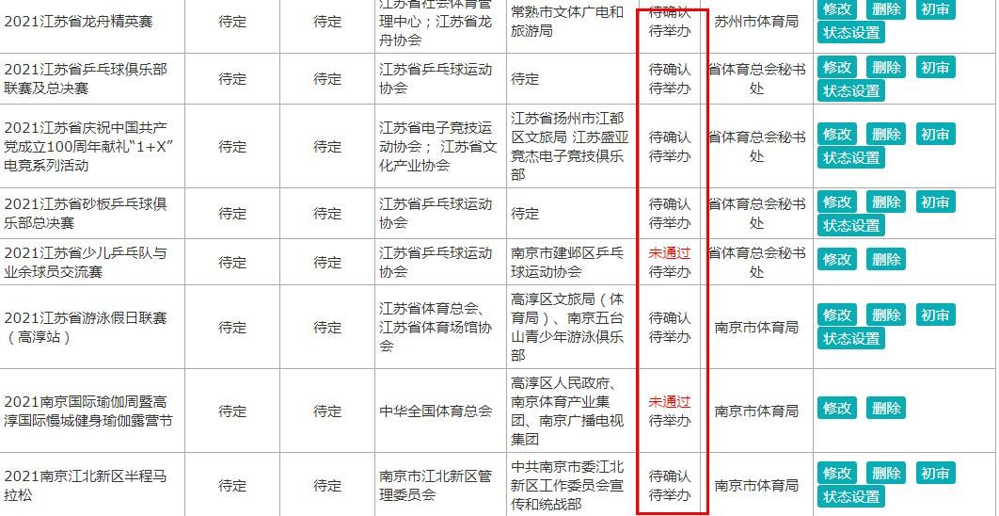 2021江苏省龙舟精英赛
待定
待定
江苏省社会体育管理
管理中心；江苏省龙
舟协会
常熟市文体广电和
旅游局
待确认
待举办
苏州市体育局
修改 删除 初审
状态设置
2021江苏省乒乓球俱乐部
联赛及总决赛
待定
待定
江苏省乒乓球运动
协会
待定
待确认
待举办
省体育总会秘书
处
修改 删除 初审
状态设置
2021江苏省庆祝中国共产
党成立100周年献礼“1+X”
电竞系列活动
待定
待定
江苏省电子竞技运
动协会； 江苏省文
化产业协会
江苏省扬州市江都
区文旅局 江苏盛亚
竞杰电子竞技俱乐
部
待确认
待举办
省体育总会秘书
处
修改 删除 初审
状态设置
2021江苏省砂板乒乓球俱
乐部总决赛
待定
待定
江苏省乒乓球运动
协会
待定
待确认
待举办
省体育总会秘书
处
修改 删除 初审
状态设置
2021江苏省少儿乒乓队与
业余球员交流赛
待定
待定
江苏省乒乓球运动
协会
南京市建邺区乒乓
球运动协会
未通过
待举办
省体育总会秘书
处
修改 删除
2021江苏省游泳假日联赛
（高淳站）
待定
待定
江苏省体育总会、
江苏省体育场馆协
会
高淳区文旅局（体
育局）、南京五台
山青少年游泳俱乐
部
待确认
待举办
南京市体育局
修改 删除 初审
状态设置
2021南京国际瑜伽周暨高
淳国际慢城健身瑜伽露营节
待定
待定
中华全国体育总会
高淳区人民政府、
南京体育产业集
团、南京广播电视
集团
未通过
待举办
南京市体育局
修改 删除
2021南京江北新区半程马
拉松
待定
待定
南京市江北新区管
理委员会
中共南京市委江北
新区工作委员会宣
传和统战部
待确认
待举办
南京市体育局
修改 删除 初审
状态设置